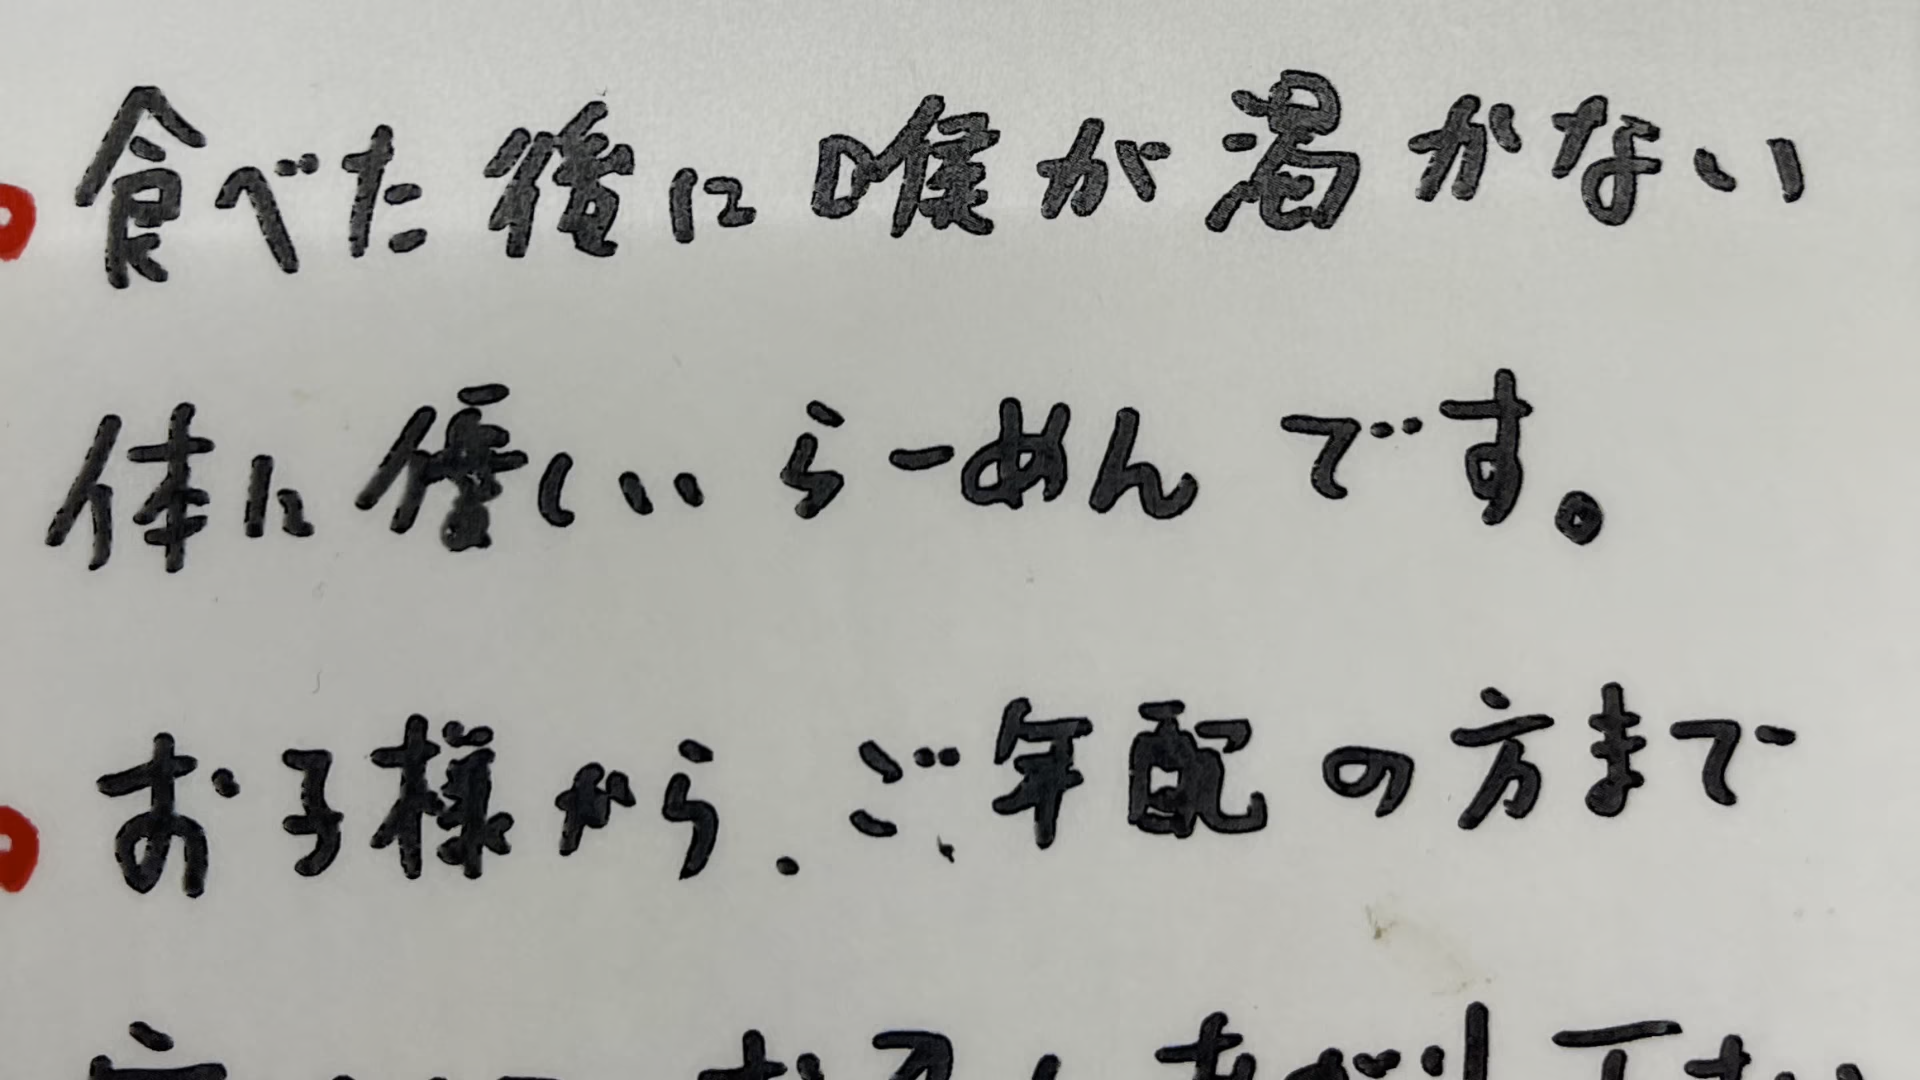 食べた後に喉が渇かない
体に優しいらーめんです。
お子様から、ご年配の方まで